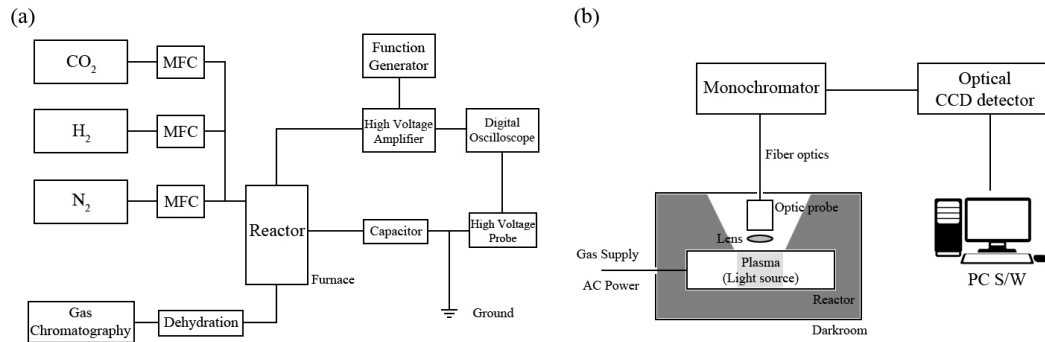 (a)
CO₂
MFC
H₂
MFC
N₂
MFC
Function
Generator
High Voltage
Amplifier
Digital
Oscilloscope
Reactor
Furnace
Capacitor
High Voltage
Probe
Ground
Gas
Chromatography
Dehydration
(b)
Monochromator
Optical
CCD detector
Fiber optics
Optic probe
Lens
Gas Supply
AC Power
Plasma
(Light source)
Reactor
Darkroom
PC S/W